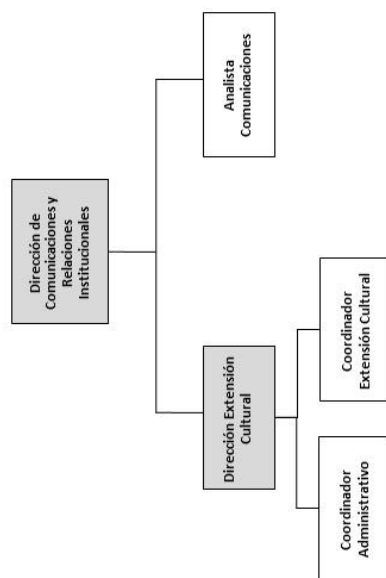 Dirección de
Comunicaciones y
Relaciones
Institucionales
Dirección Extensión
Cultural
Analista
Comunicaciones
Coordinador
Administrativo
Coordinador
Extensión Cultural